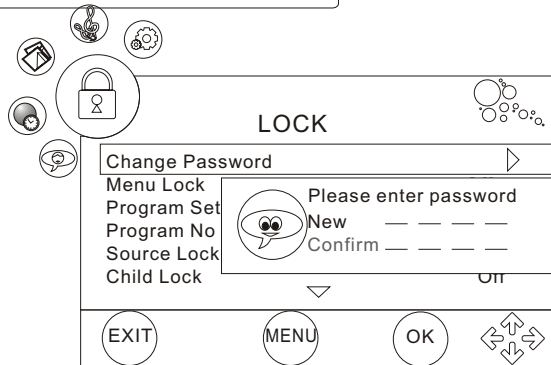 LOCK
Change Password
Menu Lock
Program Set
Program No
Source Lock
Child Lock Off
Please enter password
New _ _ _ _
Confirm _ _ _ _
EXIT MENU OK